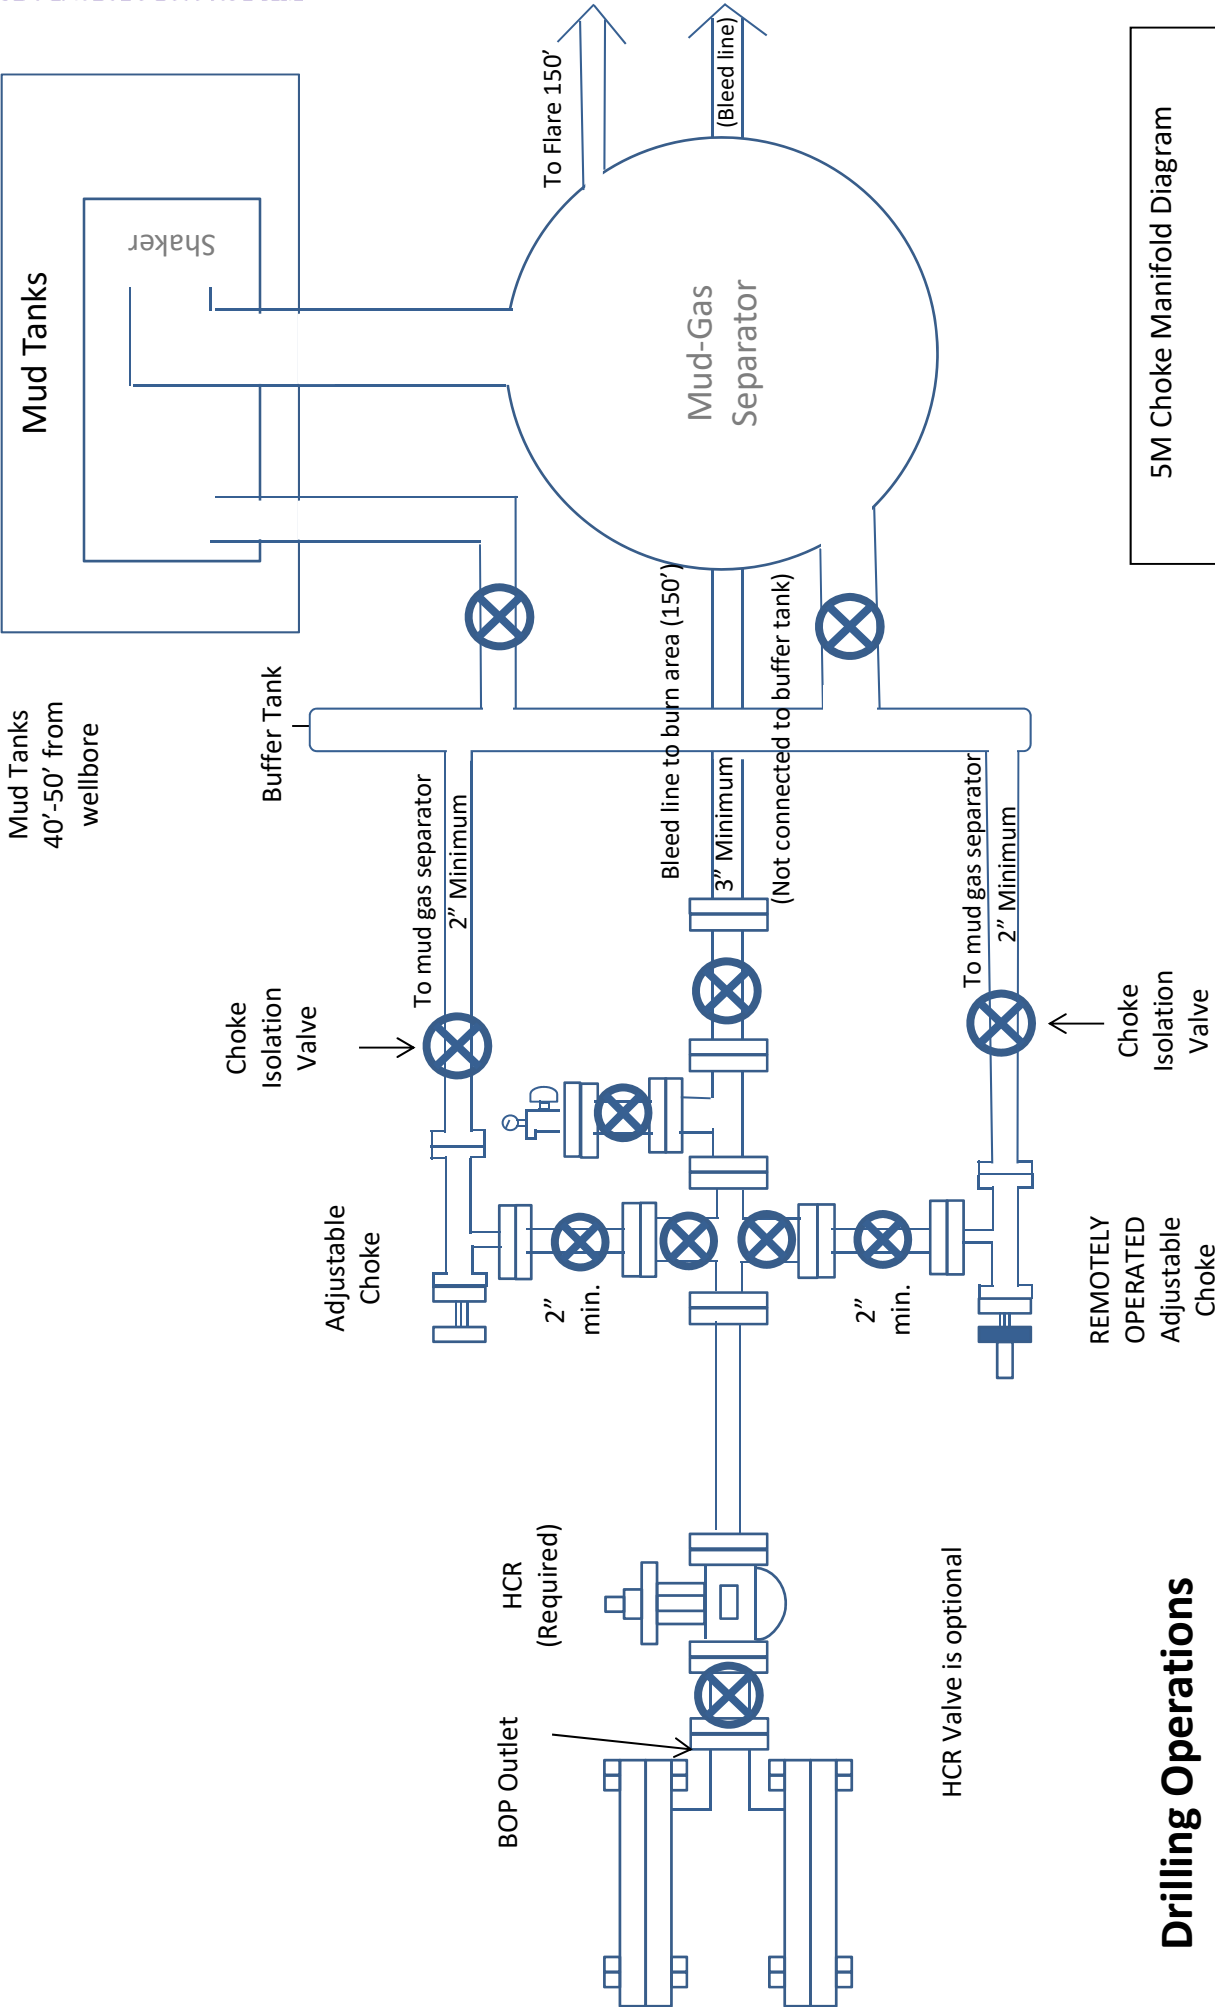 Drilling Operations
5M Choke Manifold Diagram
Mud Tanks
40’-50’ from
wellbore
Mud Tanks
Shaker
Buffer Tank
Choke
Isolation
Valve
Adjustable
Choke
To mud gas separator
2” Minimum
To Flare 150’
(Bleed line)
Mud-Gas
Separator
HCR
(Required)
BOP Outlet
2”
min.
Bleed line to burn area (150’)
3” Minimum
(Not connected to buffer tank)
2”
min.
HCR Valve is optional
To mud gas separator
2” Minimum
REMOTELY
OPERATED
Adjustable
Choke
Choke
Isolation
Valve